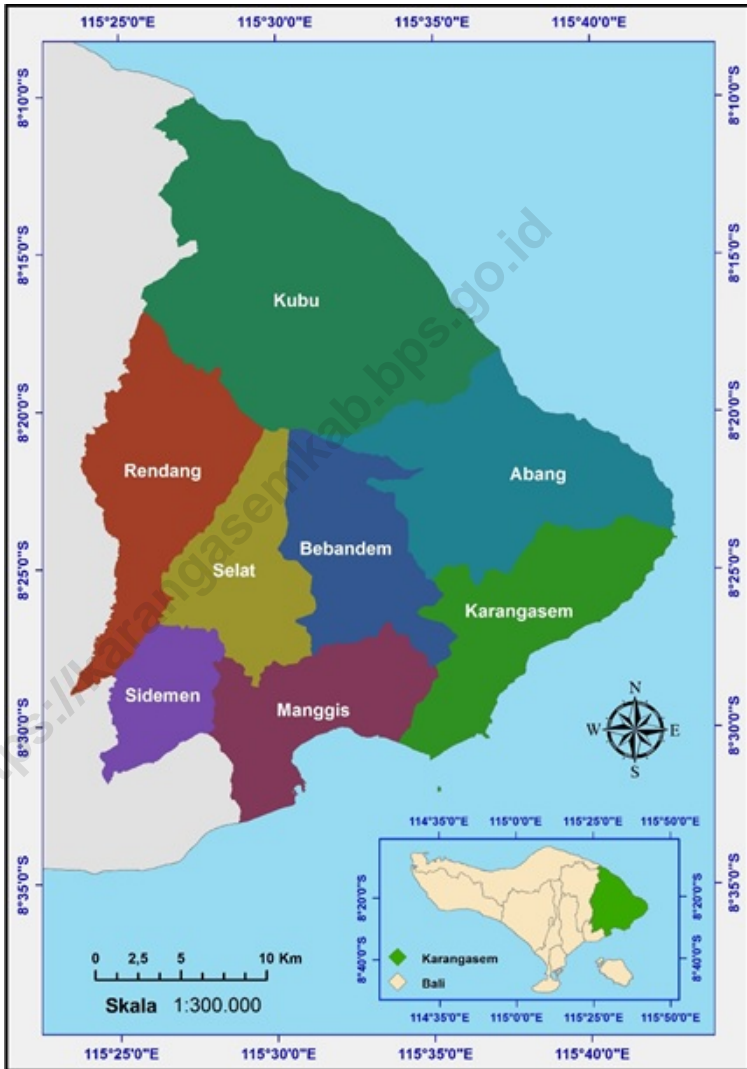 115°25'0"E 115°30'0"E 115°35'0"E 115°40'0"E
8°10'0"S 8°10'0"S
8°15'0"S 8°15'0"S
Kubu
8°20'0"S 8°20'0"S
Rendang
Abang
Bebandem
Selat
8°25'0"S 8°25'0"S
Karangasem
Sidemen
Manggis
N
W E
S
8°30'0"S 8°30'0"S
https://karangasemkab.bps.go.id
114°35'0"E 115°0'0"E 115°25'0"E 115°50'0"E
8°35'0"S 8°35'0"S
8°20'0"S 8°20'0"S
8°40'0"S 8°40'0"S
Karangasem
Bali
114°35'0"E 115°0'0"E 115°25'0"E 115°50'0"E
0 2,5 5 10 Km
Skala 1:300.000
115°25'0"E 115°30'0"E 115°35'0"E 115°40'0"E